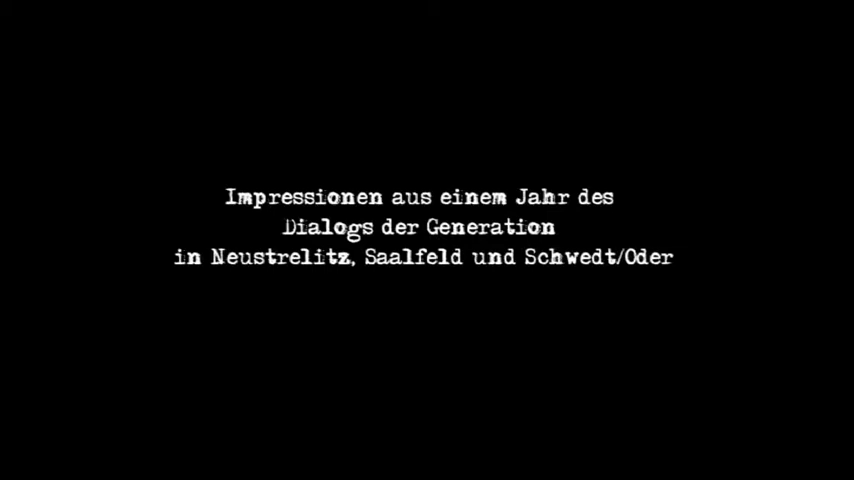 Impressionen aus einem Jahr des
Dialogs der Generation
in Neustrelitz, Saalfeld und Schwedt/Oder